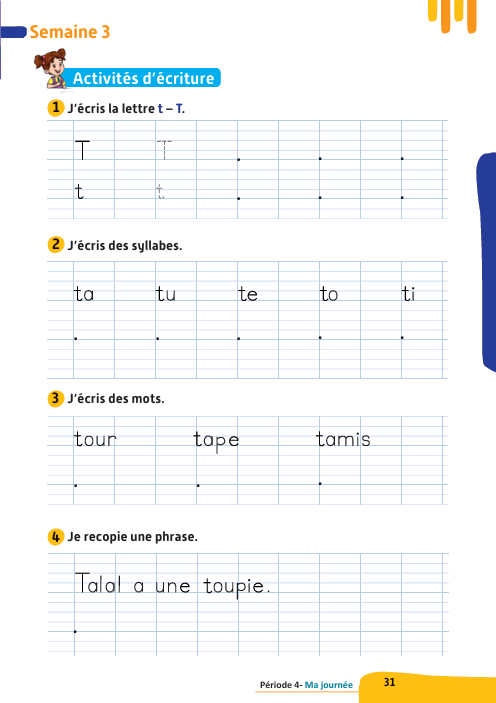 Semaine 3
Activités d'écriture
1 J'écris la lettre t – T.
T T
t t
2 J'écris des syllabes.
ta tu te to ti
3 J'écris des mots.
tour tape tamis
4 Je recopie une phrase.
Talal a une toupie.
Période 4- Ma journée 31